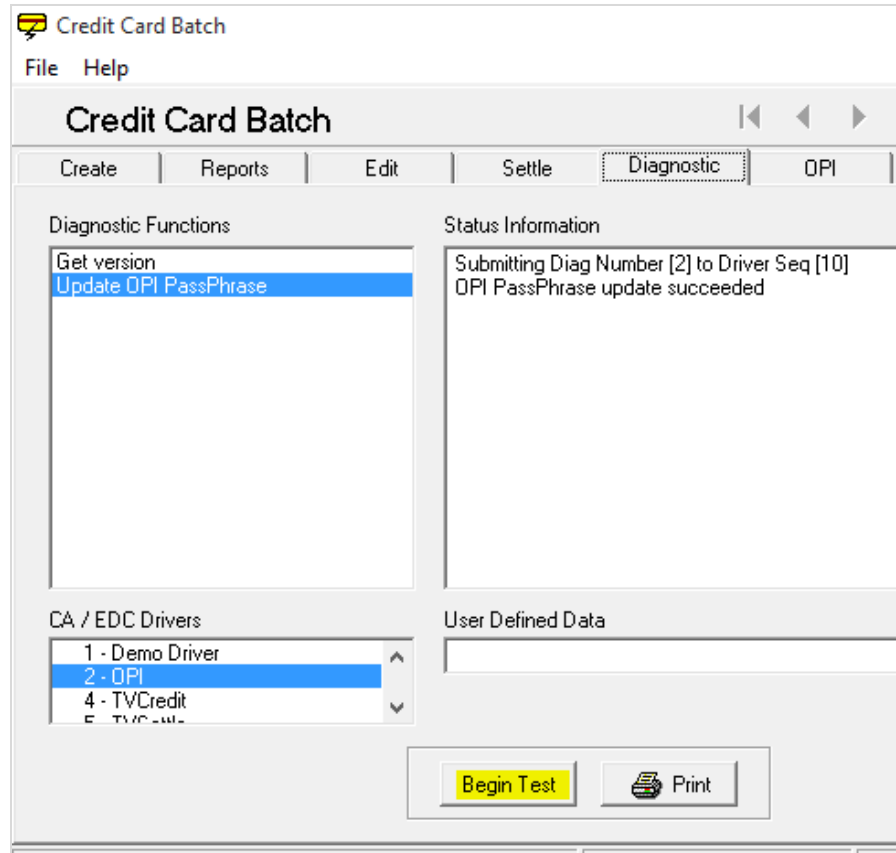 Credit Card Batch
File Help
Credit Card Batch
Create Reports Edit Settle Diagnostic OPI
Diagnostic Functions
Get version
Update OPI PassPhrase
Status Information
Submitting Diag Number [2] to Driver Seq [10]
OPI PassPhrase update succeeded
CA / EDC Drivers
1 - Demo Driver
2 - OPI
4 - TVCredit
User Defined Data
Begin Test Print